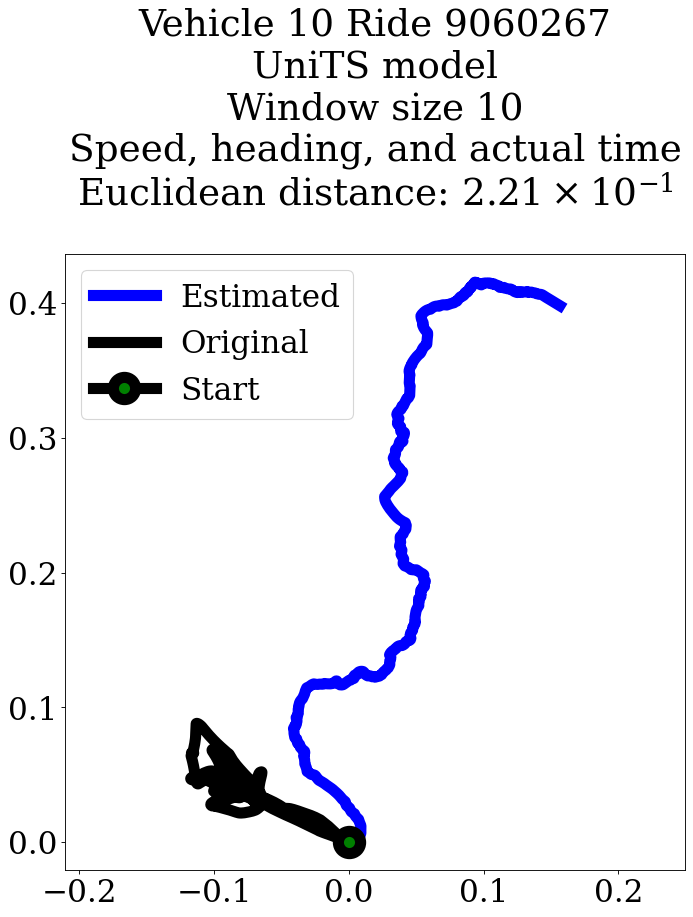 Vehicle 10 Ride 9060267
UniTS model
Window size 10
Speed, heading, and actual time
Euclidean distance: 2.21 × 10⁻¹
Estimated
Original
Start
0.4
0.3
0.2
0.1
0.0
−0.2 −0.1 0.0 0.1 0.2